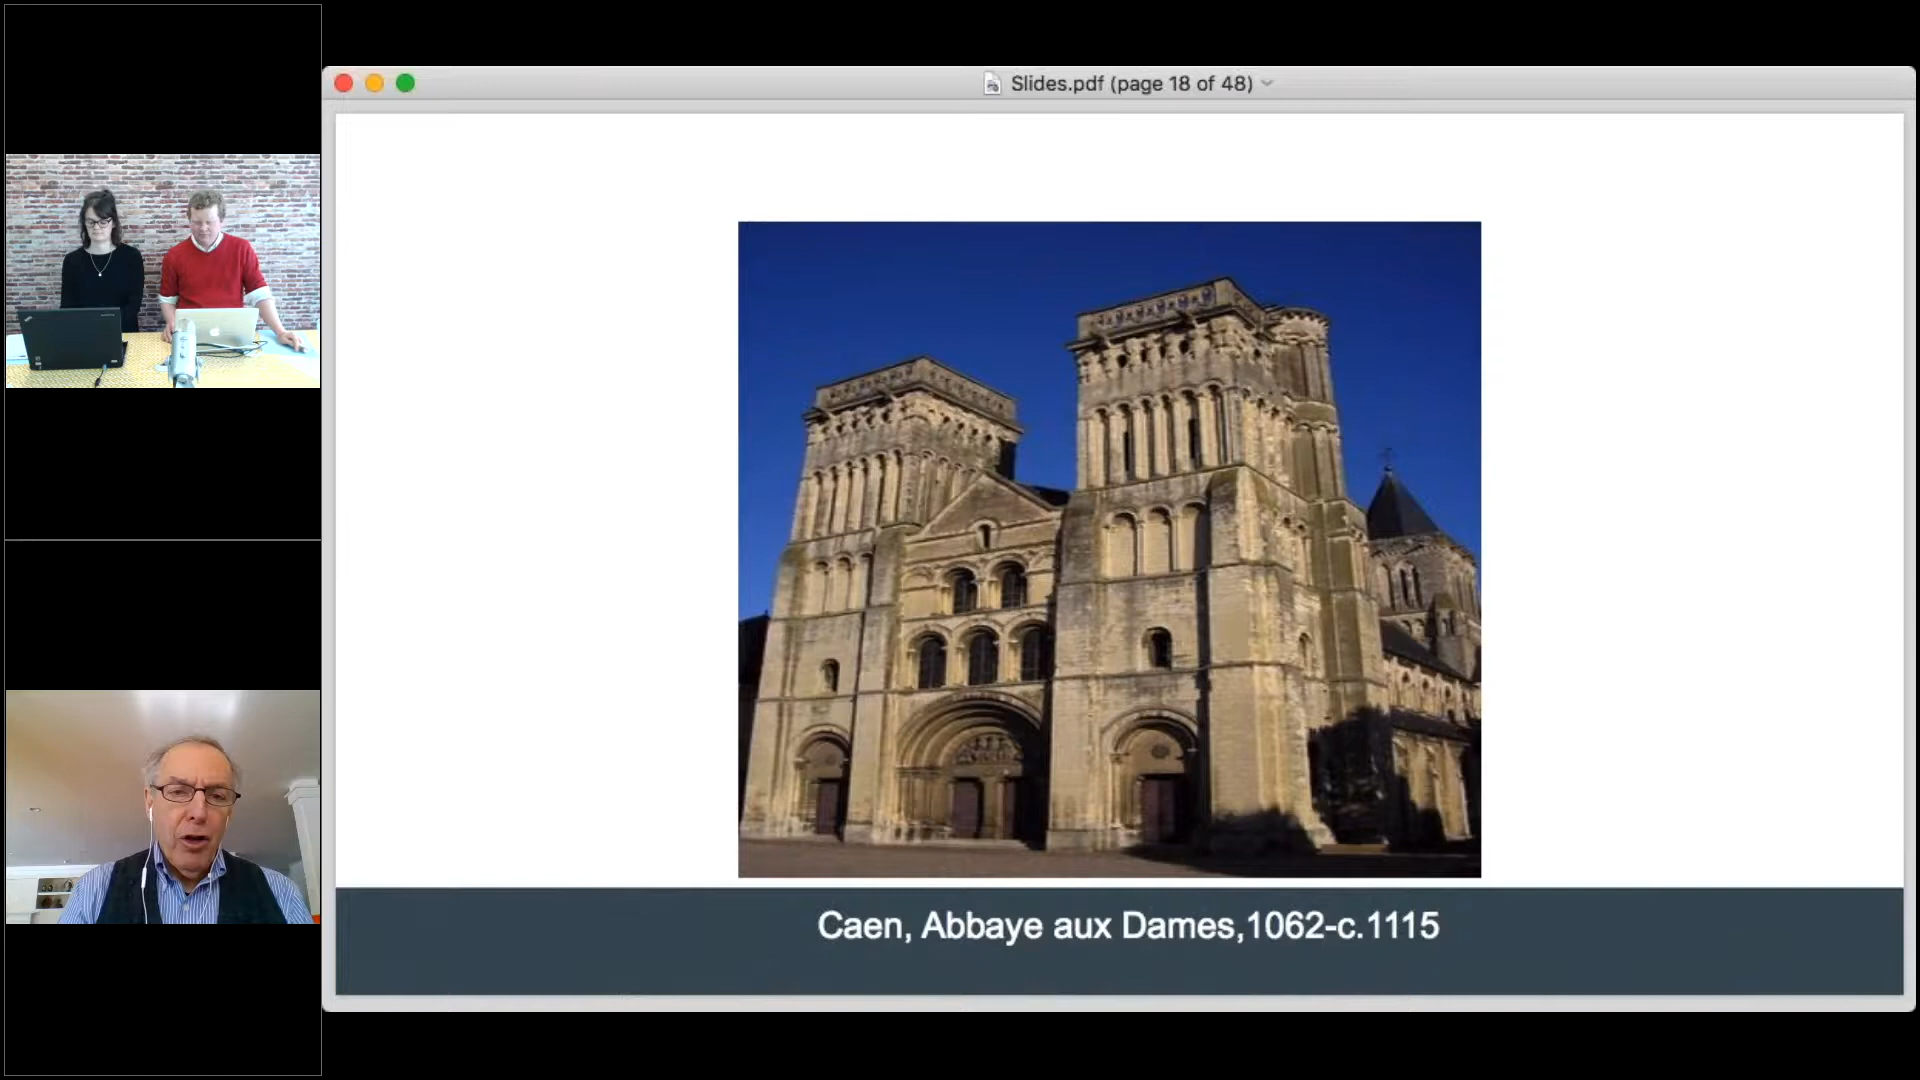 Slides.pdf (page 18 of 48)
Caen, Abbaye aux Dames,1062-c.1115